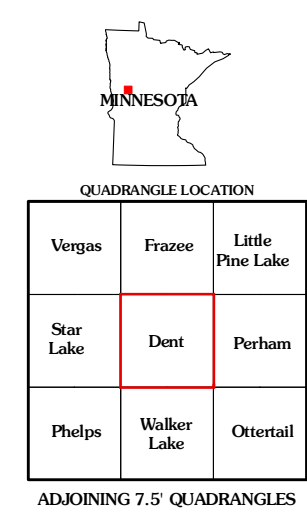 MINNESOTA
QUADRANGLE LOCATION
Vergas
Frazee
Little
Pine Lake
Star
Lake
Dent
Perham
Phelps
Walker
Lake
Ottertail
ADJOINING 7.5' QUADRANGLES